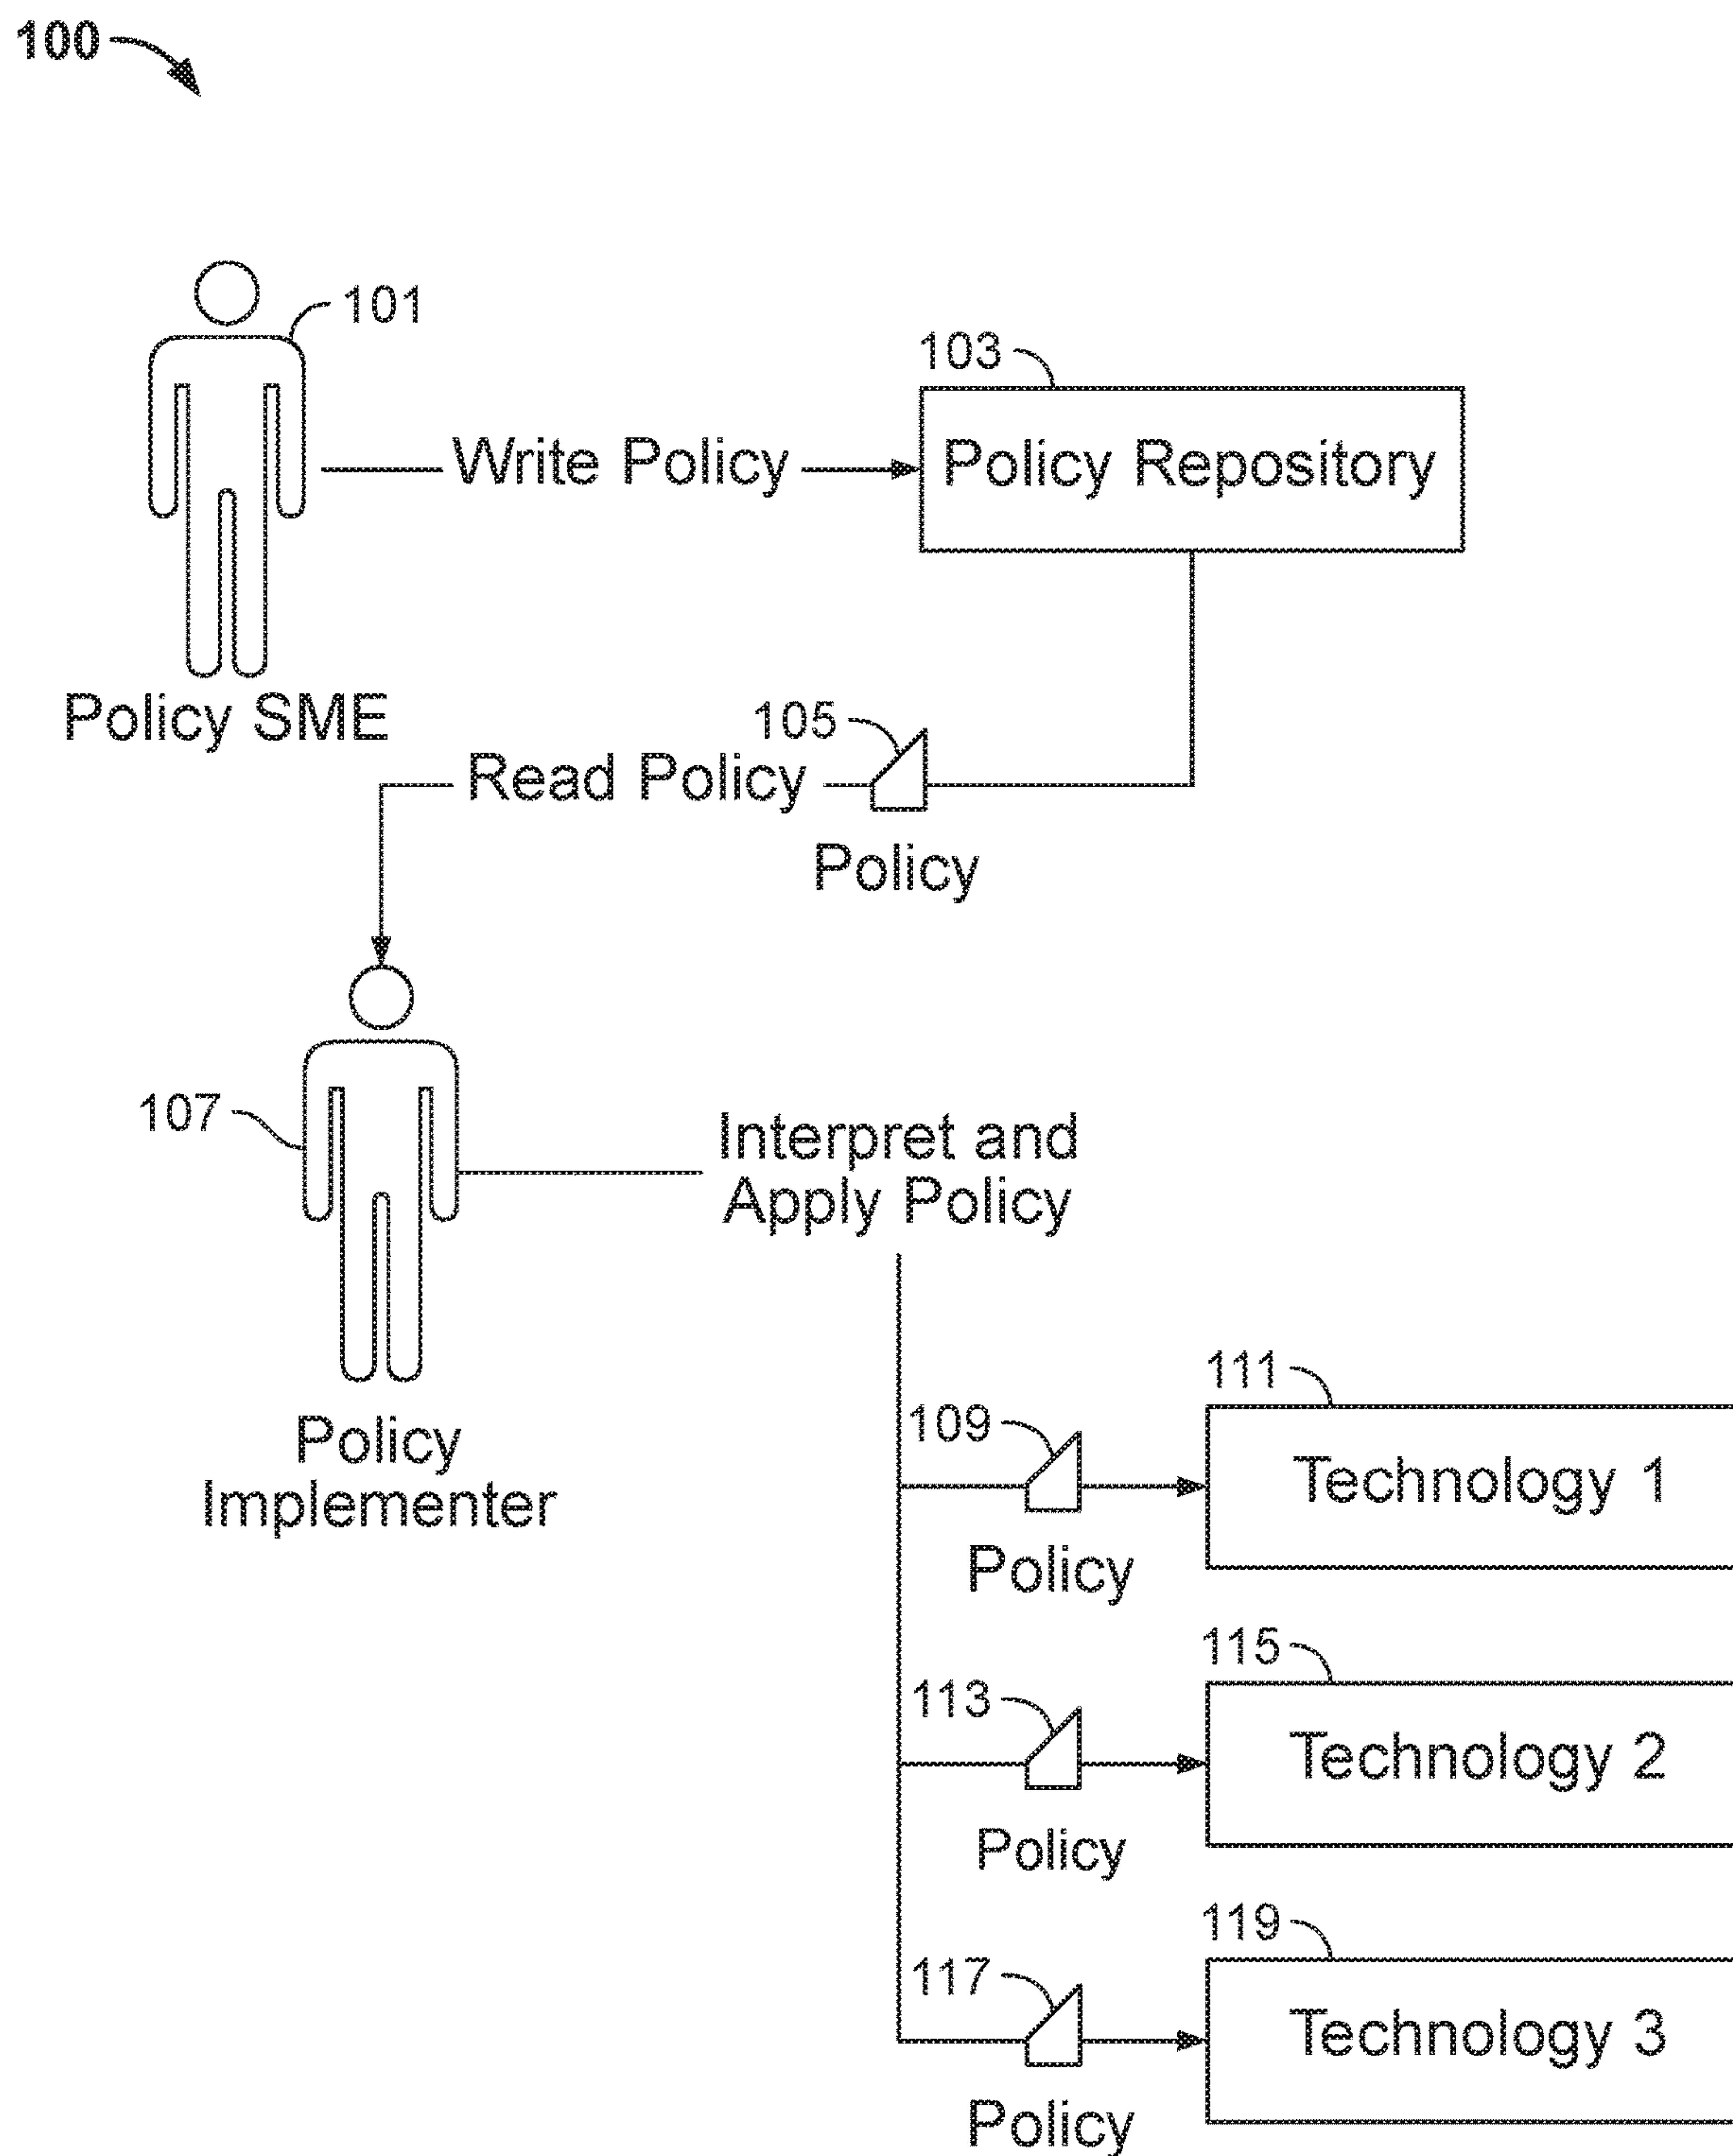 100
101
103
Write Policy
Policy Repository
Policy SME
105
Read Policy
Policy
107
Interpret and
Apply Policy
Policy
Implementer
111
109
Technology 1
Policy
115
113
Technology 2
Policy
119
117
Technology 3
Policy